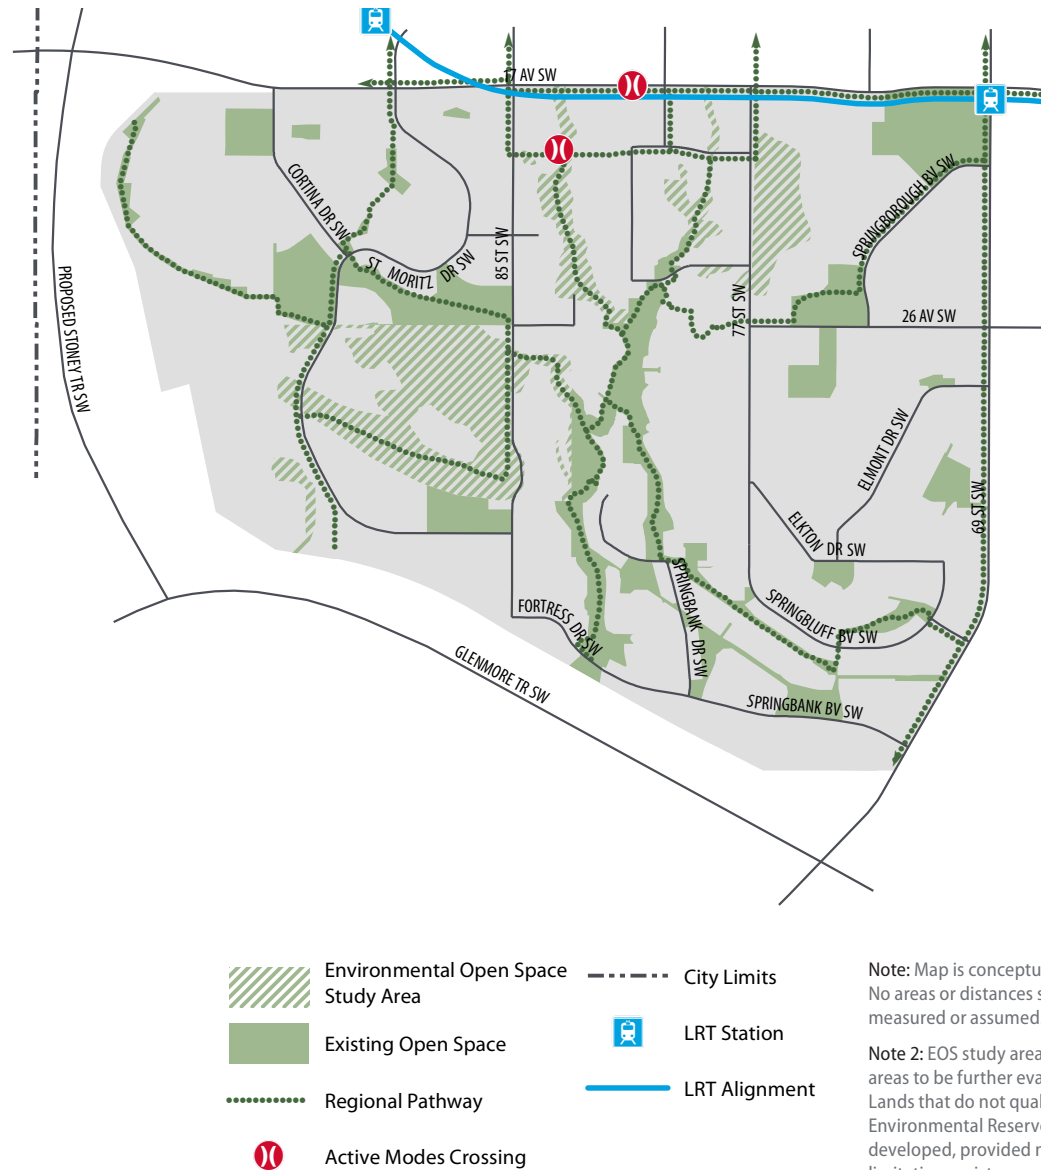 17 AV SW
CORTINA DR SW
ST MORITZ DR SW
85 ST SW
SPRINGBOROUGH BV SW
PROPOSED STONEY TR SW
77 ST SW
26 AV SW
ELMONT DR SW
69 ST SW
ELKTON DR SW
SPRINGBANK DR SW
SPRINGBLUFF BV SW
FORTRESS DR SW
GLENMORE TR SW
SPRINGBANK BV SW
Environmental Open Space
Study Area
Existing Open Space
Regional Pathway
Active Modes Crossing
City Limits
LRT Station
LRT Alignment
Note: Map is conceptu
No areas or distances s
measured or assumed
Note 2: EOS study area
areas to be further eva
Lands that do not qual
Environmental Reserve
developed, provided r